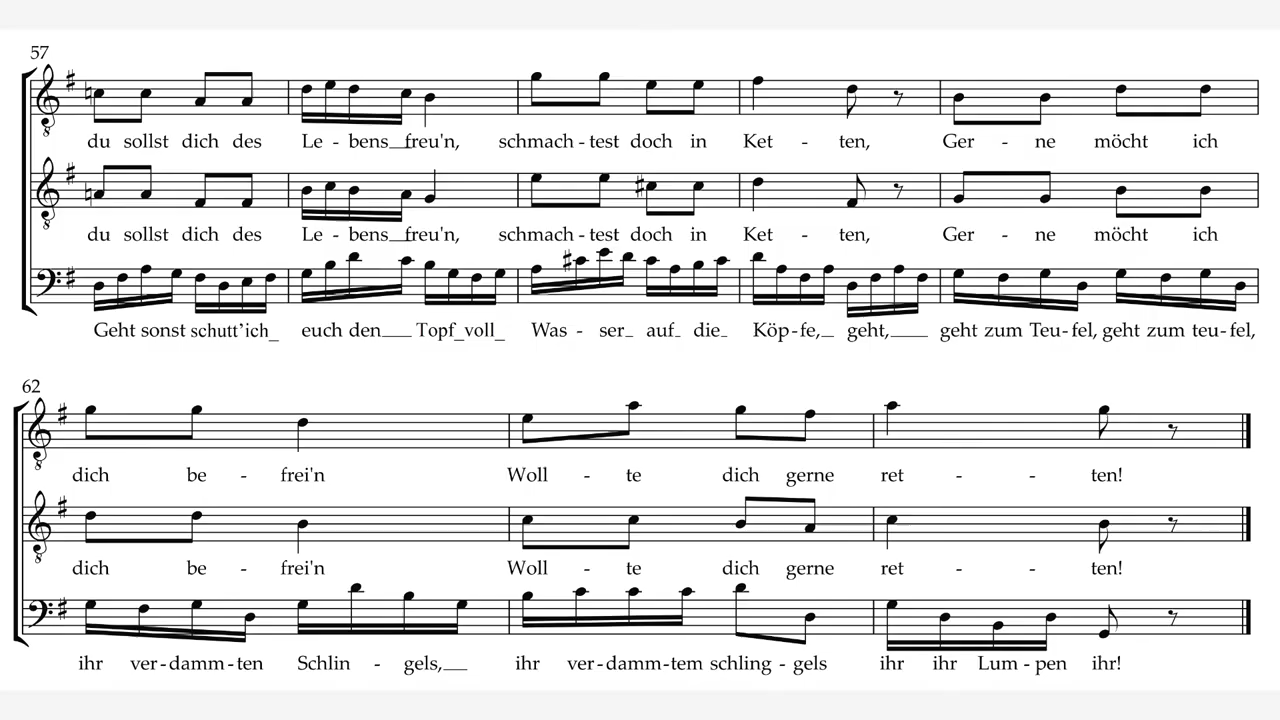 57
du sollst dich des Le - bens__freu'n, schmach - test doch in Ket - ten, Ger - ne möcht ich
du sollst dich des Le - bens__freu'n, schmach - test doch in Ket - ten, Ger - ne möcht ich
Geht sonst schutt'ich_ euch den___ Topf_voll_ Was - ser_ auf_ die_ Köp-fe,_ geht,____ geht zum Teu-fel, geht zum teu-fel,
62
dich be - frei'n Woll - te dich gerne ret - - ten!
dich be - frei'n Woll - te dich gerne ret - - ten!
ihr ver-damm-ten Schlin - gels,__ ihr ver-damm-tem schling-gels ihr ihr Lum-pen ihr!